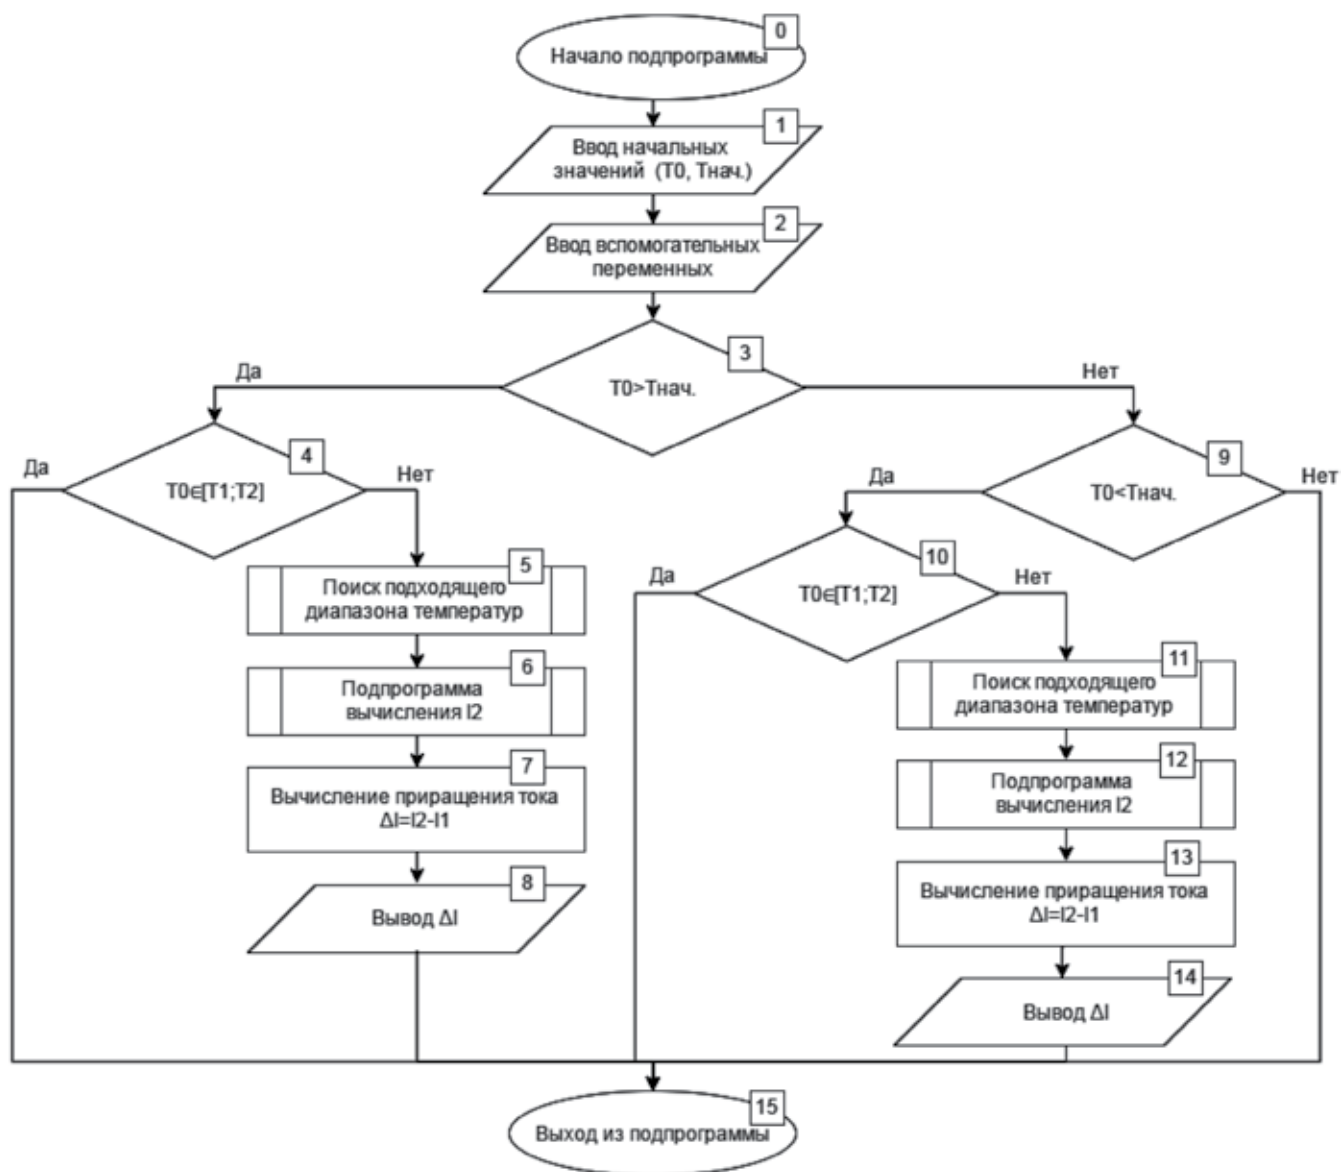 0
Начало подпрограммы
1
Ввод начальных
значений (T0, Tнач.)
2
Ввод вспомогательных
переменных
3
T0>Tнач.
Да
Нет
4
T0∈[T1;T2]
Да
Нет
5
Поиск подходящего
диапазона температур
6
Подпрограмма
вычисления I2
7
Вычисление приращения тока
ΔI=I2-I1
8
Вывод ΔI
9
T0<Tнач.
Да
Нет
10
T0∈[T1;T2]
Да
Нет
11
Поиск подходящего
диапазона температур
12
Подпрограмма
вычисления I2
13
Вычисление приращения тока
ΔI=I2-I1
14
Вывод ΔI
15
Выход из подпрограммы